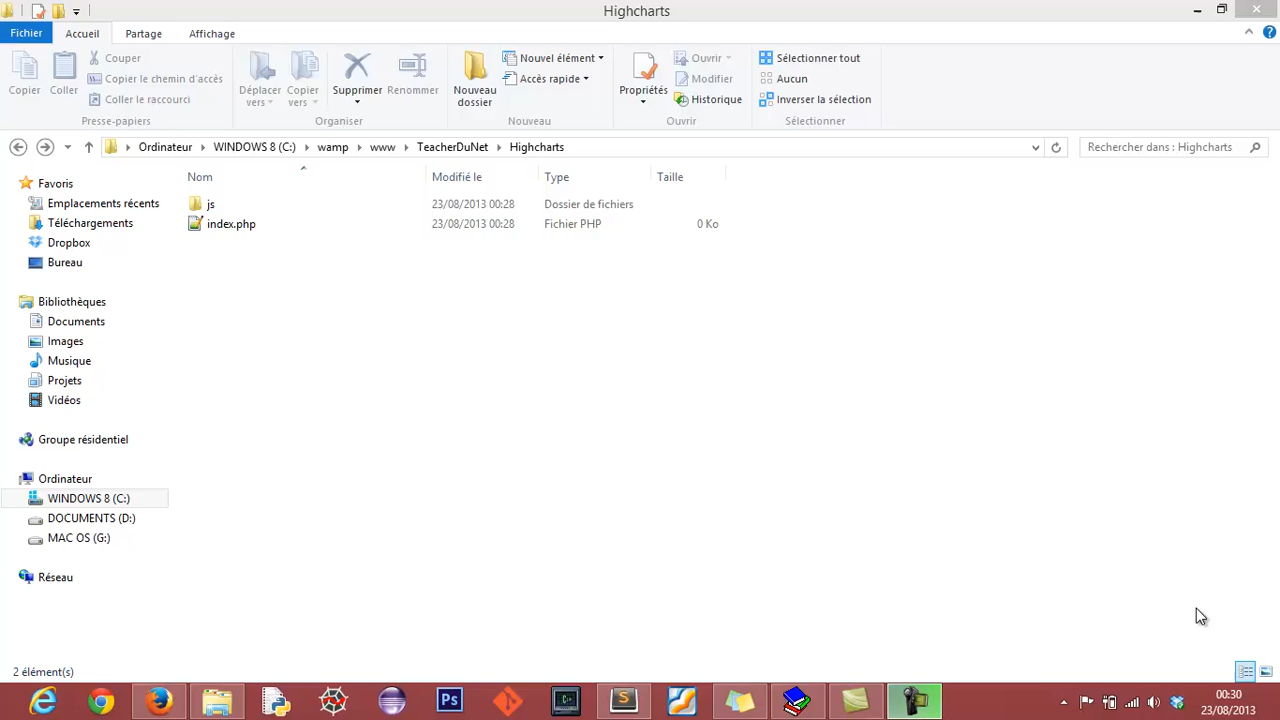 Highcharts
Fichier Accueil Partage Affichage
Copier
Coller
Couper
Copier le chemin d'accès
Coller le raccourci
Presse-papiers
Déplacer vers
Copier vers
Supprimer
Renommer
Organiser
Nouveau dossier
Nouvel élément
Accès rapide
Nouveau
Propriétés
Ouvrir
Modifier
Historique
Ouvrir
Sélectionner tout
Aucun
Inverser la sélection
Sélectionner
Ordinateur WINDOWS 8 (C:) wamp www TeacherDuNet Highcharts
Rechercher dans : Highcharts
Nom Modifié le Type Taille
js 23/08/2013 00:28 Dossier de fichiers
index.php 23/08/2013 00:28 Fichier PHP 0 Ko
Favoris
Emplacements récents
Téléchargements
Dropbox
Bureau
Bibliothèques
Documents
Images
Musique
Projets
Vidéos
Groupe résidentiel
Ordinateur
WINDOWS 8 (C:)
DOCUMENTS (D:)
MAC OS (G:)
Réseau
2 élément(s)
Ps
S
00:30
23/08/2013